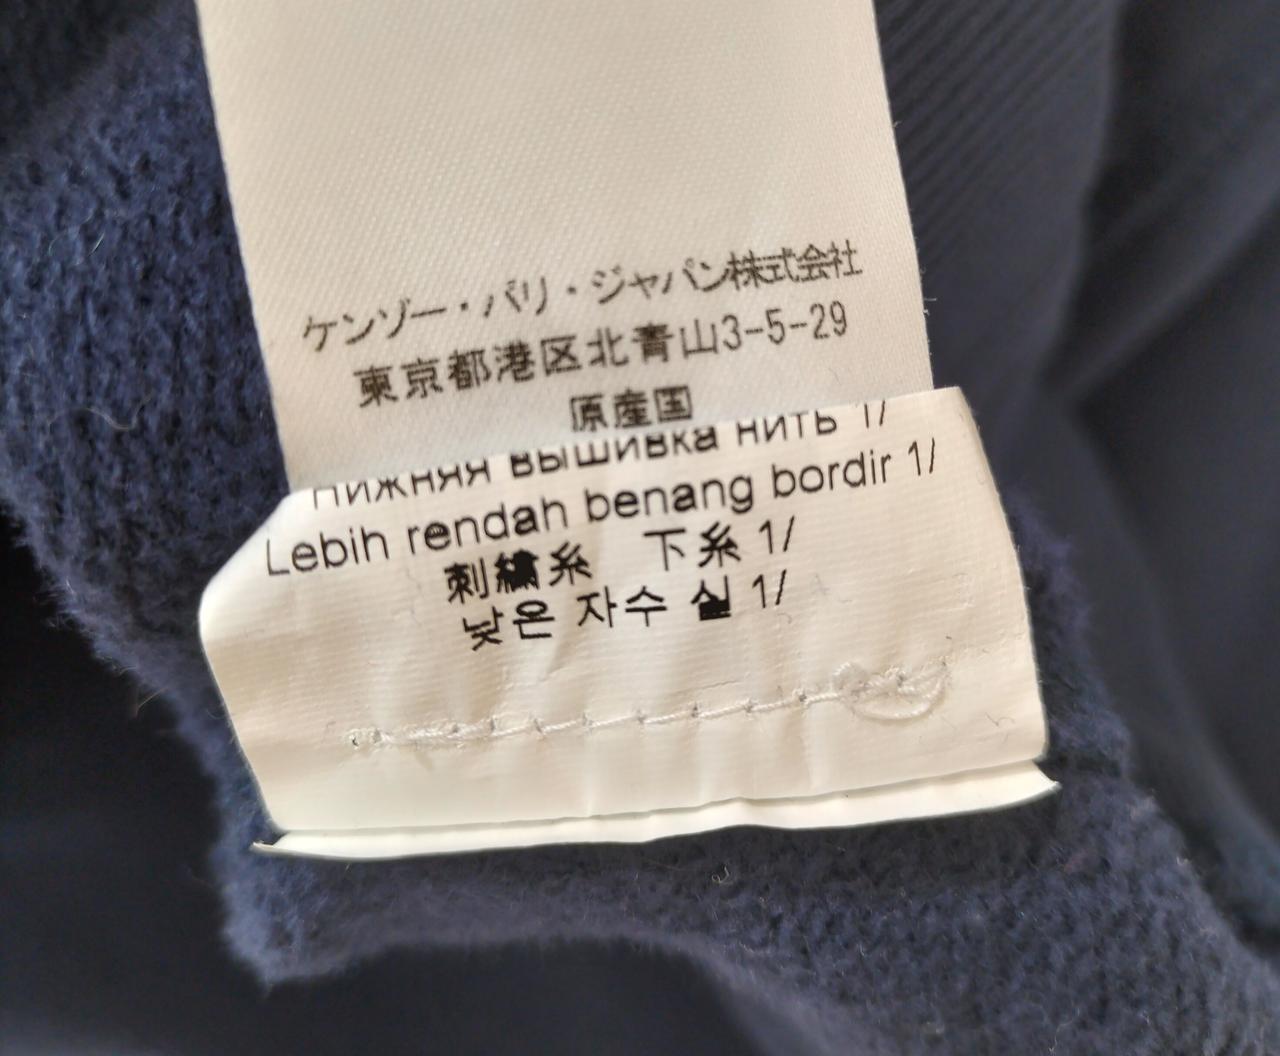 ケンゾー・パリ・ジャパン株式会社
東京都港区北青山3-5-29
原産国
Нижняя вышивка нить 1/
Lebih rendah benang bordir 1/
刺繍糸　下糸 1/
낮은 자수 실 1/